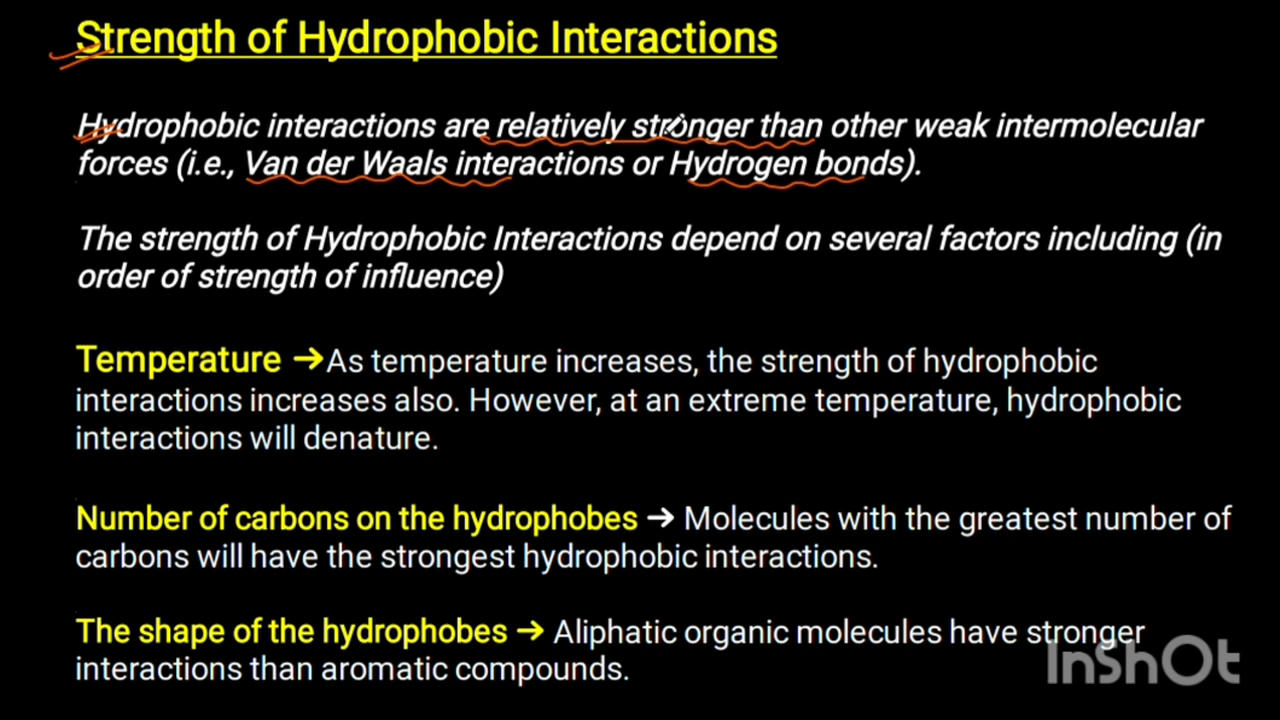 Strength of Hydrophobic Interactions
Hydrophobic interactions are relatively stronger than other weak intermolecular
forces (i.e., Van der Waals interactions or Hydrogen bonds).
The strength of Hydrophobic Interactions depend on several factors including (in
order of strength of influence)
Temperature ➔As temperature increases, the strength of hydrophobic
interactions increases also. However, at an extreme temperature, hydrophobic
interactions will denature.
Number of carbons on the hydrophobes → Molecules with the greatest number of
carbons will have the strongest hydrophobic interactions.
The shape of the hydrophobes → Aliphatic organic molecules have stronger
interactions than aromatic compounds.
InShOt